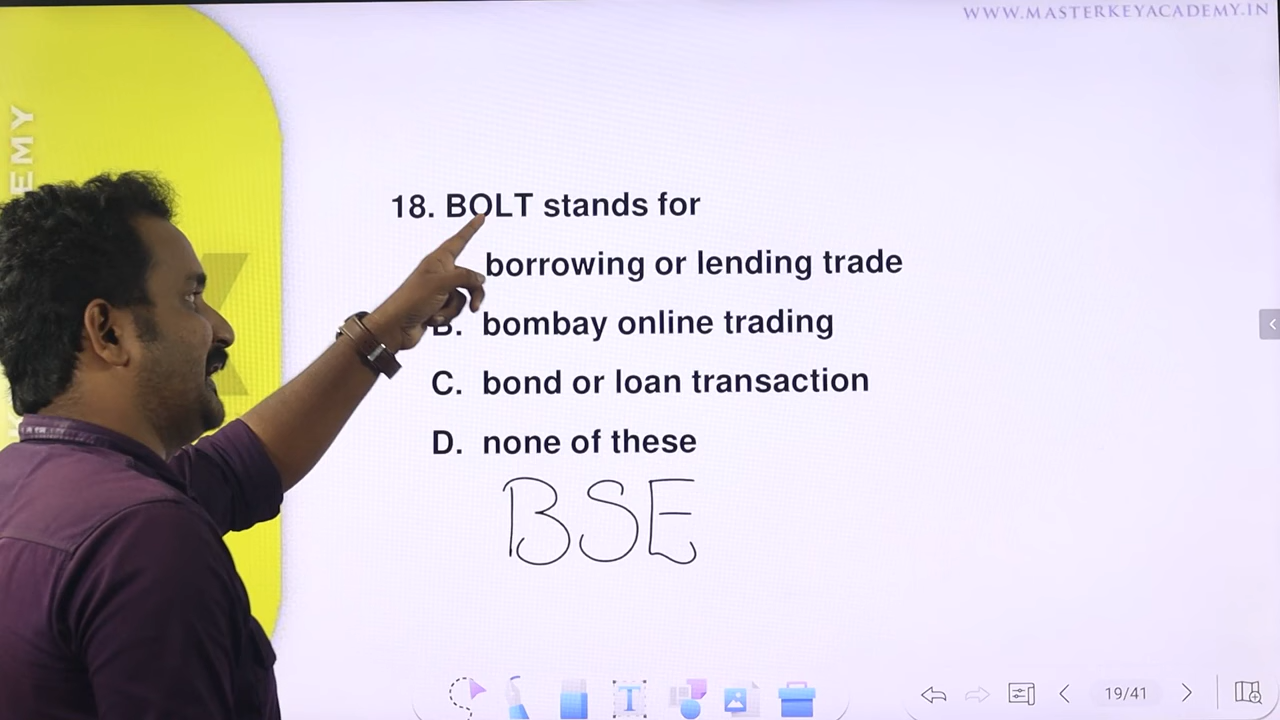 WWW.MASTERKEYACADEMY.IN
EMY
18. BOLT stands for
borrowing or lending trade
B. bombay online trading
C. bond or loan transaction
D. none of these
BSE
T
19/41